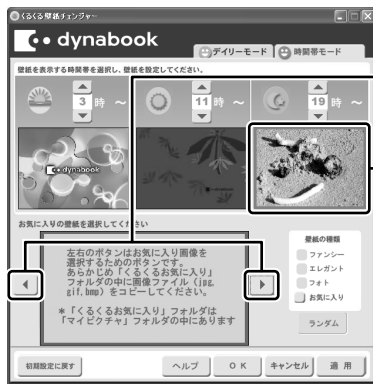 くるくる壁紙チェンジャー
dynabook
デイリーモード
時間帯モード
壁紙を表示する時間帯を選択し、壁紙を設定してください。
3 時 ～
11 時 ～
19 時 ～
dynabook
dynabook
お気に入りの壁紙を選択してください
左右のボタンはお気に入り画像を
選択するためのボタンです。
あらかじめ「くるくるお気に入り」
フォルダの中に画像ファイル（jpg,
gif,bmp）をコピーしてください。
＊「くるくるお気に入り」フォルダは
「マイピクチャ」フォルダの中にあります
壁紙の種類
ファンシー
エレガント
フォト
お気に入り
ランダム
初期設定に戻す
ヘルプ
ＯＫ
キャンセル
適 用